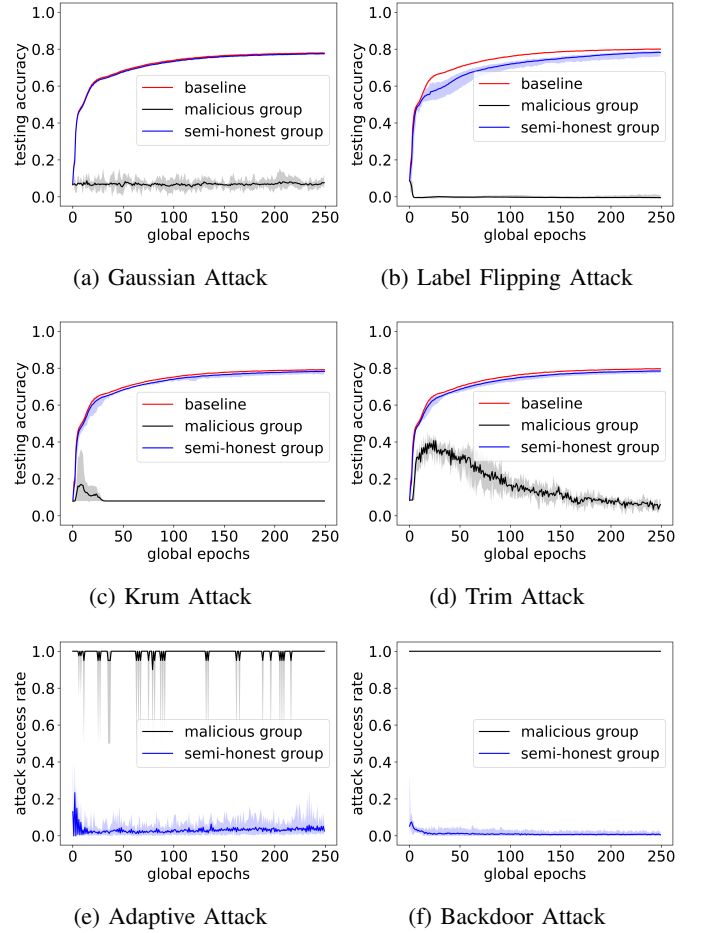 1.0
0.8
0.6
0.4
0.2
0.0
testing accuracy
baseline
malicious group
semi-honest group
0 50 100 150 200 250
global epochs
(a) Gaussian Attack
1.0
0.8
0.6
0.4
0.2
0.0
testing accuracy
baseline
malicious group
semi-honest group
0 50 100 150 200 250
global epochs
(b) Label Flipping Attack
1.0
0.8
0.6
0.4
0.2
0.0
testing accuracy
baseline
malicious group
semi-honest group
0 50 100 150 200 250
global epochs
(c) Krum Attack
1.0
0.8
0.6
0.4
0.2
0.0
testing accuracy
baseline
malicious group
semi-honest group
0 50 100 150 200 250
global epochs
(d) Trim Attack
1.0
0.8
0.6
0.4
0.2
0.0
attack success rate
malicious group
semi-honest group
0 50 100 150 200 250
global epochs
(e) Adaptive Attack
1.0
0.8
0.6
0.4
0.2
0.0
attack success rate
malicious group
semi-honest group
0 50 100 150 200 250
global epochs
(f) Backdoor Attack